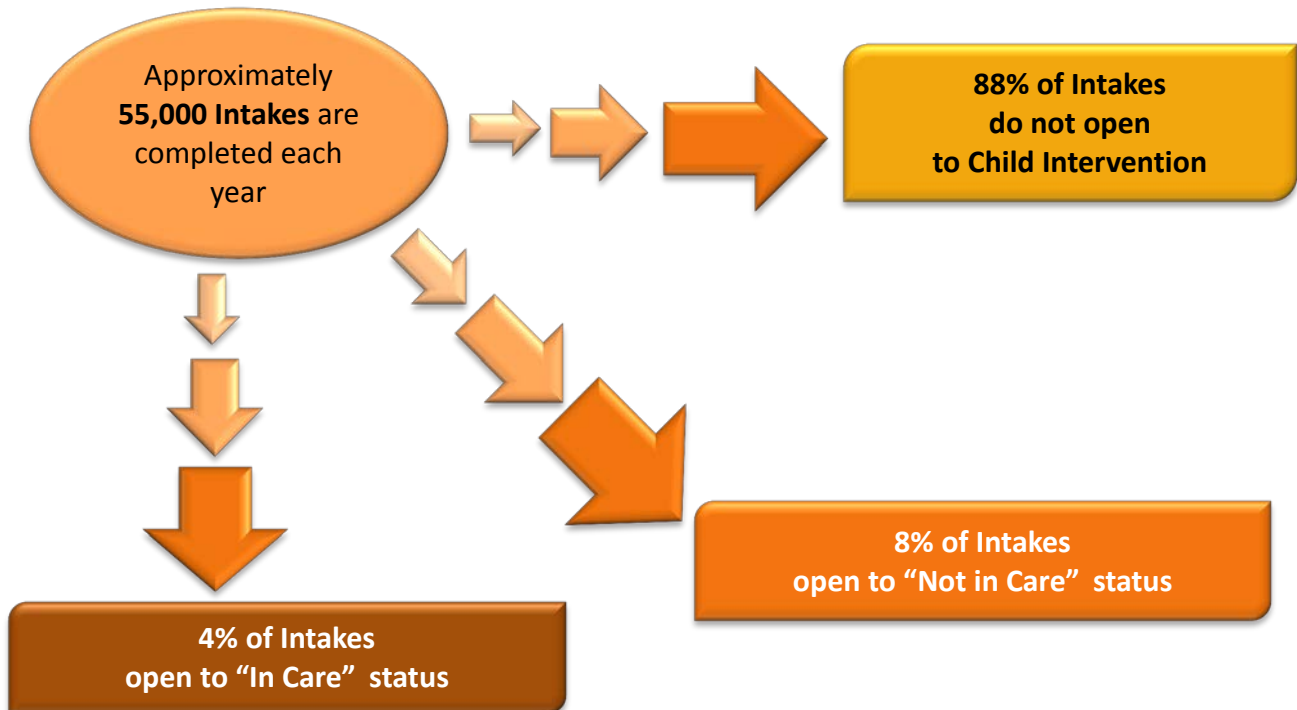 Approximately
55,000 Intakes are
completed each
year
88% of Intakes
do not open
to Child Intervention
8% of Intakes
open to “Not in Care”  status
4% of Intakes
open to “In Care”  status